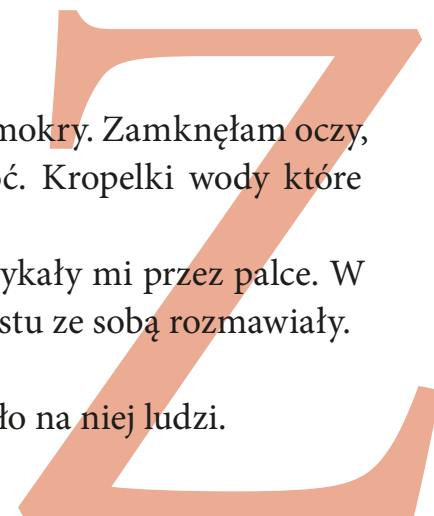 mokry. Zamknęłam oczy,
ć. Kropelki wody które
ykały mi przez palce. W
stu ze sobą rozmawiały.
ło na niej ludzi.
Z